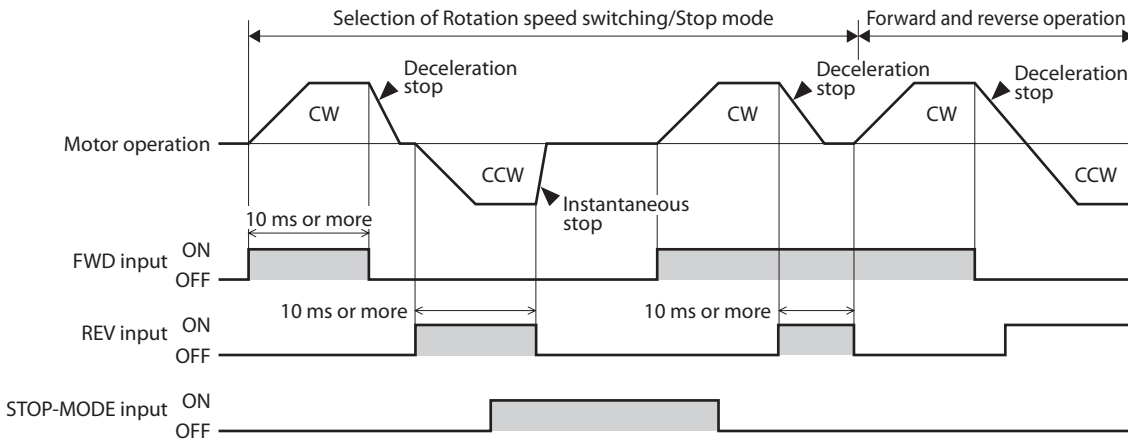 Selection of Rotation speed switching/Stop mode
Forward and reverse operation
Deceleration
stop
Deceleration
stop
Deceleration
stop
CW
CW
CW
Motor operation
CCW
CCW
Instantaneous
stop
10 ms or more
FWD input
ON
OFF
10 ms or more
10 ms or more
REV input
ON
OFF
STOP-MODE input
ON
OFF